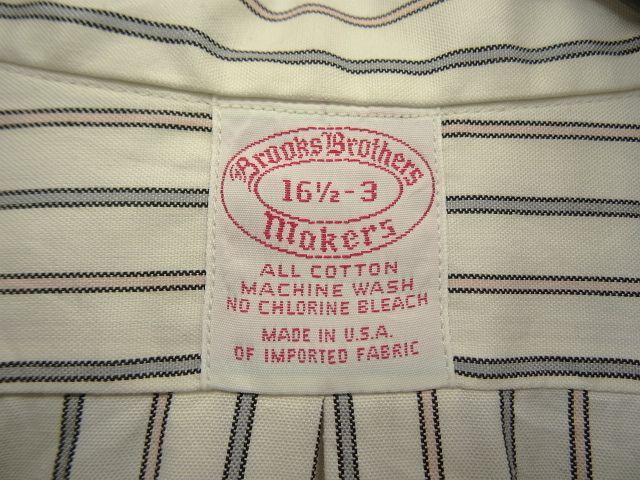 Brooks Brothers
16½-3
Makers
ALL COTTON
MACHINE WASH
NO CHLORINE BLEACH
MADE IN U.S.A.
OF IMPORTED FABRIC